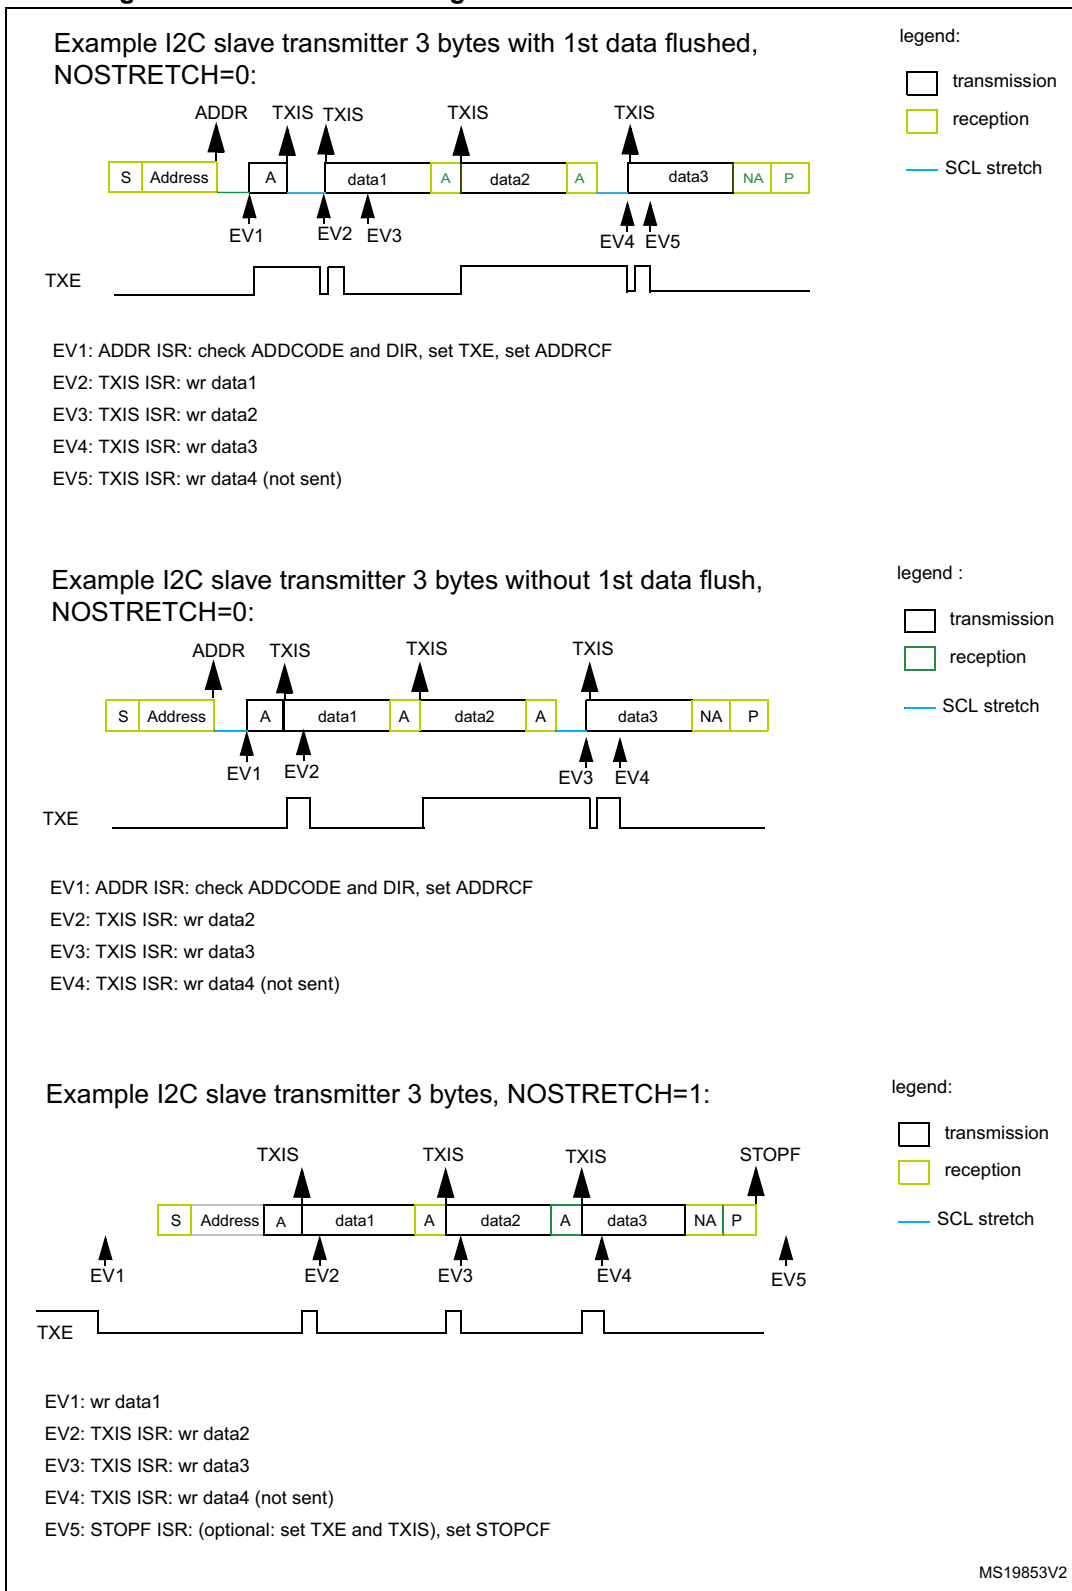 Example I2C slave transmitter 3 bytes with 1st data flushed,
NOSTRETCH=0:
legend:
transmission
reception
SCL stretch
ADDR TXIS TXIS TXIS TXIS
S Address A data1 A data2 A data3 NA P
EV1 EV2 EV3 EV4 EV5
TXE
EV1: ADDR ISR: check ADDCODE and DIR, set TXE, set ADDRCF
EV2: TXIS ISR: wr data1
EV3: TXIS ISR: wr data2
EV4: TXIS ISR: wr data3
EV5: TXIS ISR: wr data4 (not sent)
Example I2C slave transmitter 3 bytes without 1st data flush,
NOSTRETCH=0:
legend :
transmission
reception
SCL stretch
ADDR TXIS TXIS TXIS
S Address A data1 A data2 A data3 NA P
EV1 EV2 EV3 EV4
TXE
EV1: ADDR ISR: check ADDCODE and DIR, set ADDRCF
EV2: TXIS ISR: wr data2
EV3: TXIS ISR: wr data3
EV4: TXIS ISR: wr data4 (not sent)
Example I2C slave transmitter 3 bytes, NOSTRETCH=1:
legend:
transmission
reception
SCL stretch
TXIS TXIS TXIS STOPF
S Address A data1 A data2 A data3 NA P
EV1 EV2 EV3 EV4 EV5
TXE
EV1: wr data1
EV2: TXIS ISR: wr data2
EV3: TXIS ISR: wr data3
EV4: TXIS ISR: wr data4 (not sent)
EV5: STOPF ISR: (optional: set TXE and TXIS), set STOPCF
MS19853V2